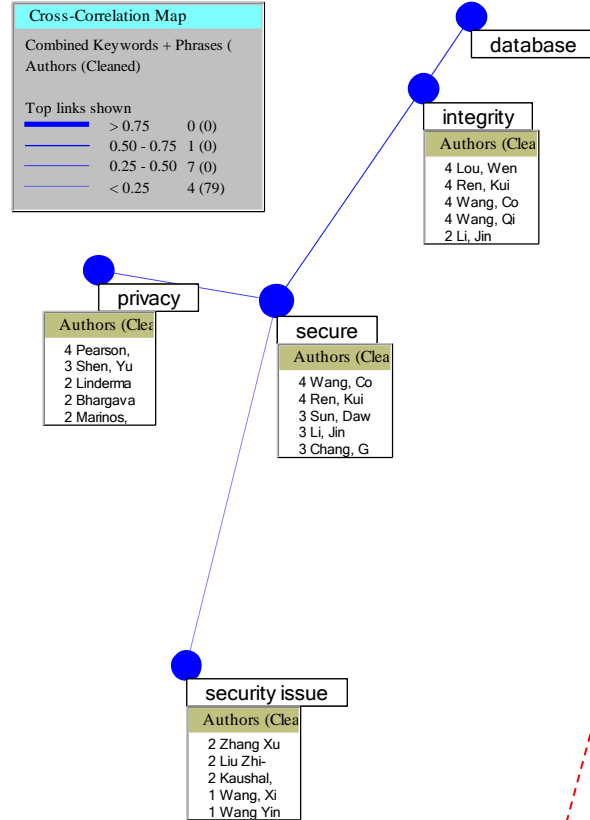 Cross-Correlation Map
Combined Keywords + Phrases (
Authors (Cleaned)
Top links shown
> 0.75 0 (0)
0.50 - 0.75 1 (0)
0.25 - 0.50 7 (0)
< 0.25 4 (79)
database
integrity
Authors (Clea
4 Lou, Wen
4 Ren, Kui
4 Wang, Co
4 Wang, Qi
2 Li, Jin
privacy
Authors (Clea
4 Pearson,
3 Shen, Yu
2 Linderma
2 Bhargava
2 Marinos,
secure
Authors (Clea
4 Wang, Co
4 Ren, Kui
3 Sun, Daw
3 Li, Jin
3 Chang, G
security issue
Authors (Clea
2 Zhang Xu
2 Liu Zhi-
2 Kaushal,
1 Wang, Xi
1 Wang Yin